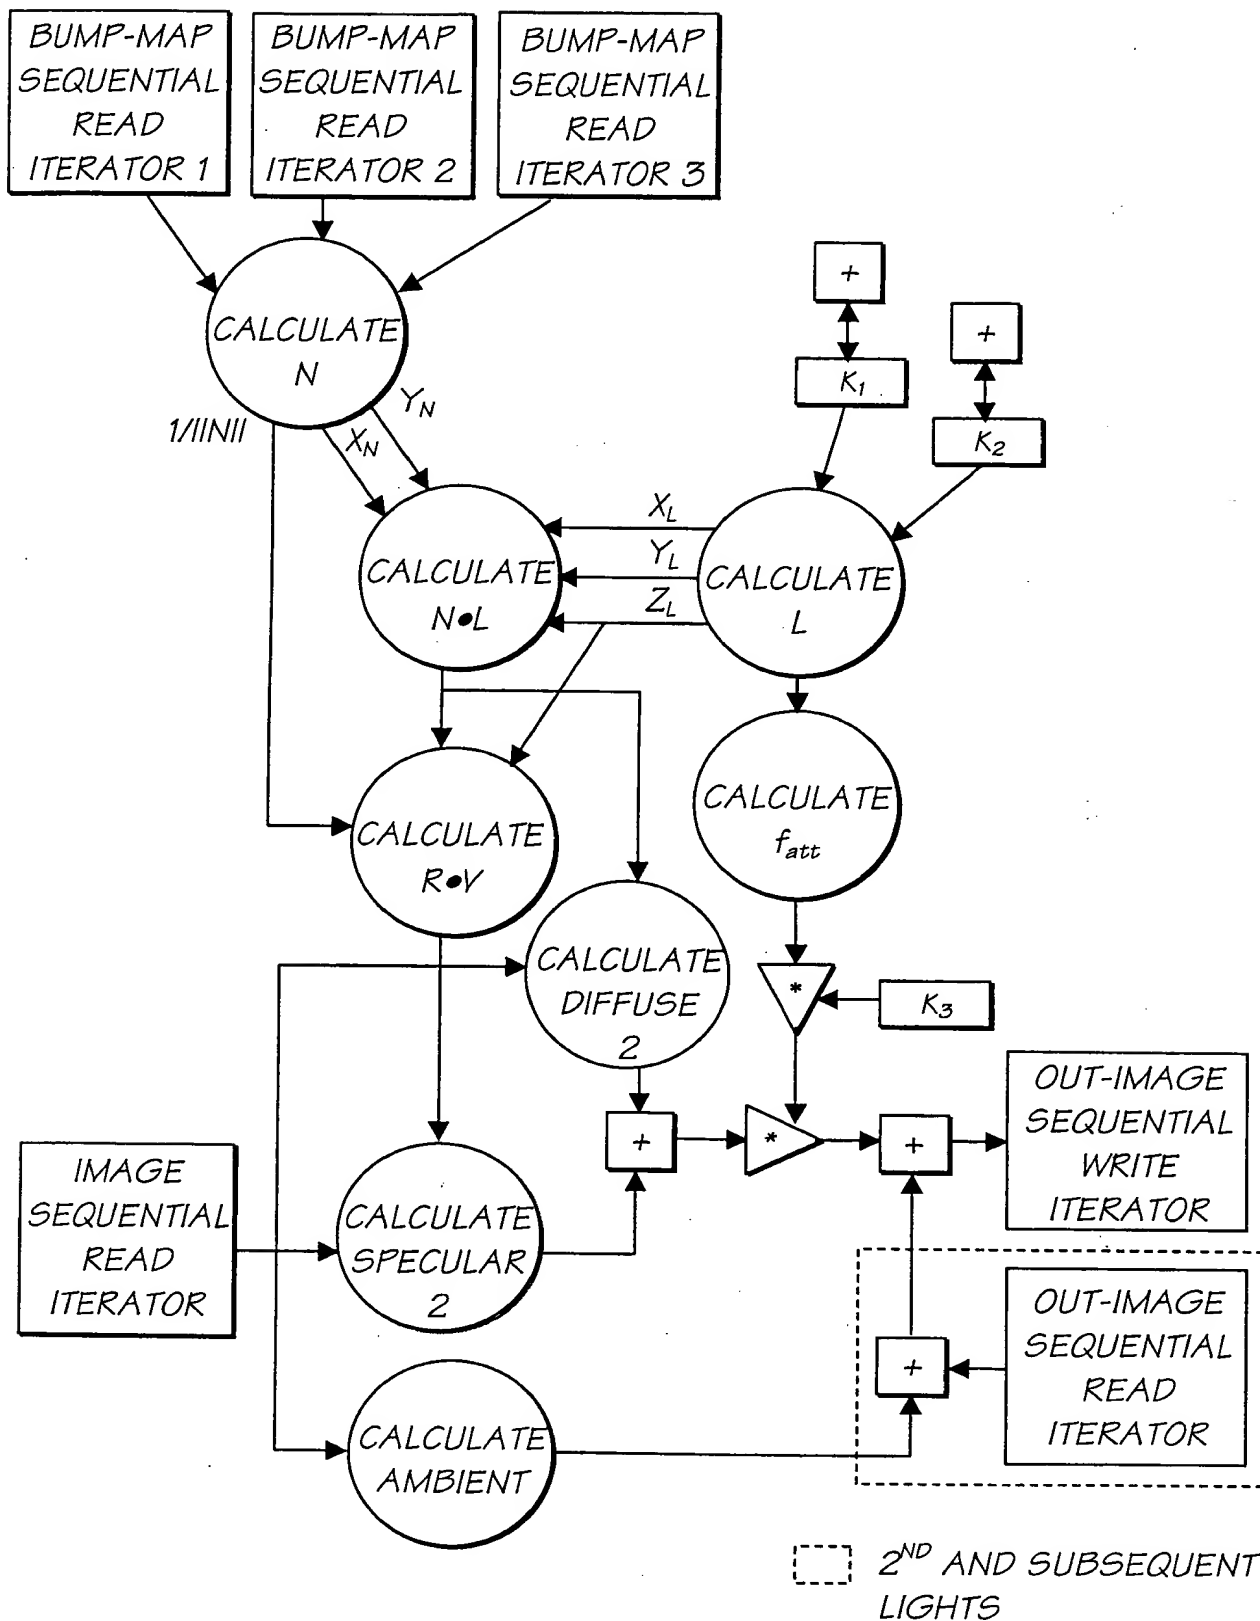 BUMP-MAP
SEQUENTIAL
READ
ITERATOR 1
BUMP-MAP
SEQUENTIAL
READ
ITERATOR 2
BUMP-MAP
SEQUENTIAL
READ
ITERATOR 3
CALCULATE
N
+
K1
+
K2
1/||N||
XN
YN
CALCULATE
N•L
XL
YL
ZL
CALCULATE
L
CALCULATE
R•V
CALCULATE
fatt
CALCULATE
DIFFUSE
2
*
K3
+
*
+
OUT-IMAGE
SEQUENTIAL
WRITE
ITERATOR
IMAGE
SEQUENTIAL
READ
ITERATOR
CALCULATE
SPECULAR
2
+
OUT-IMAGE
SEQUENTIAL
READ
ITERATOR
CALCULATE
AMBIENT
2ND AND SUBSEQUENT
LIGHTS